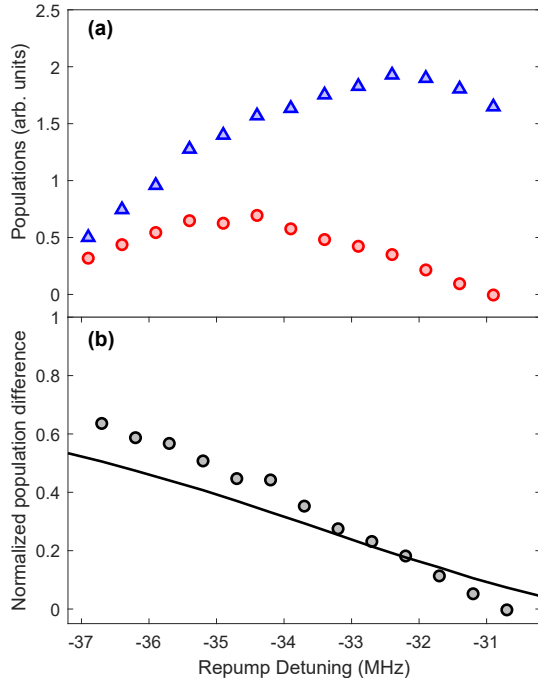 (a)
Populations (arb. units)
2.5
2
1.5
1
0.5
0
(b)
Normalized population difference
1
0.8
0.6
0.4
0.2
0
-37 -36 -35 -34 -33 -32 -31
Repump Detuning (MHz)